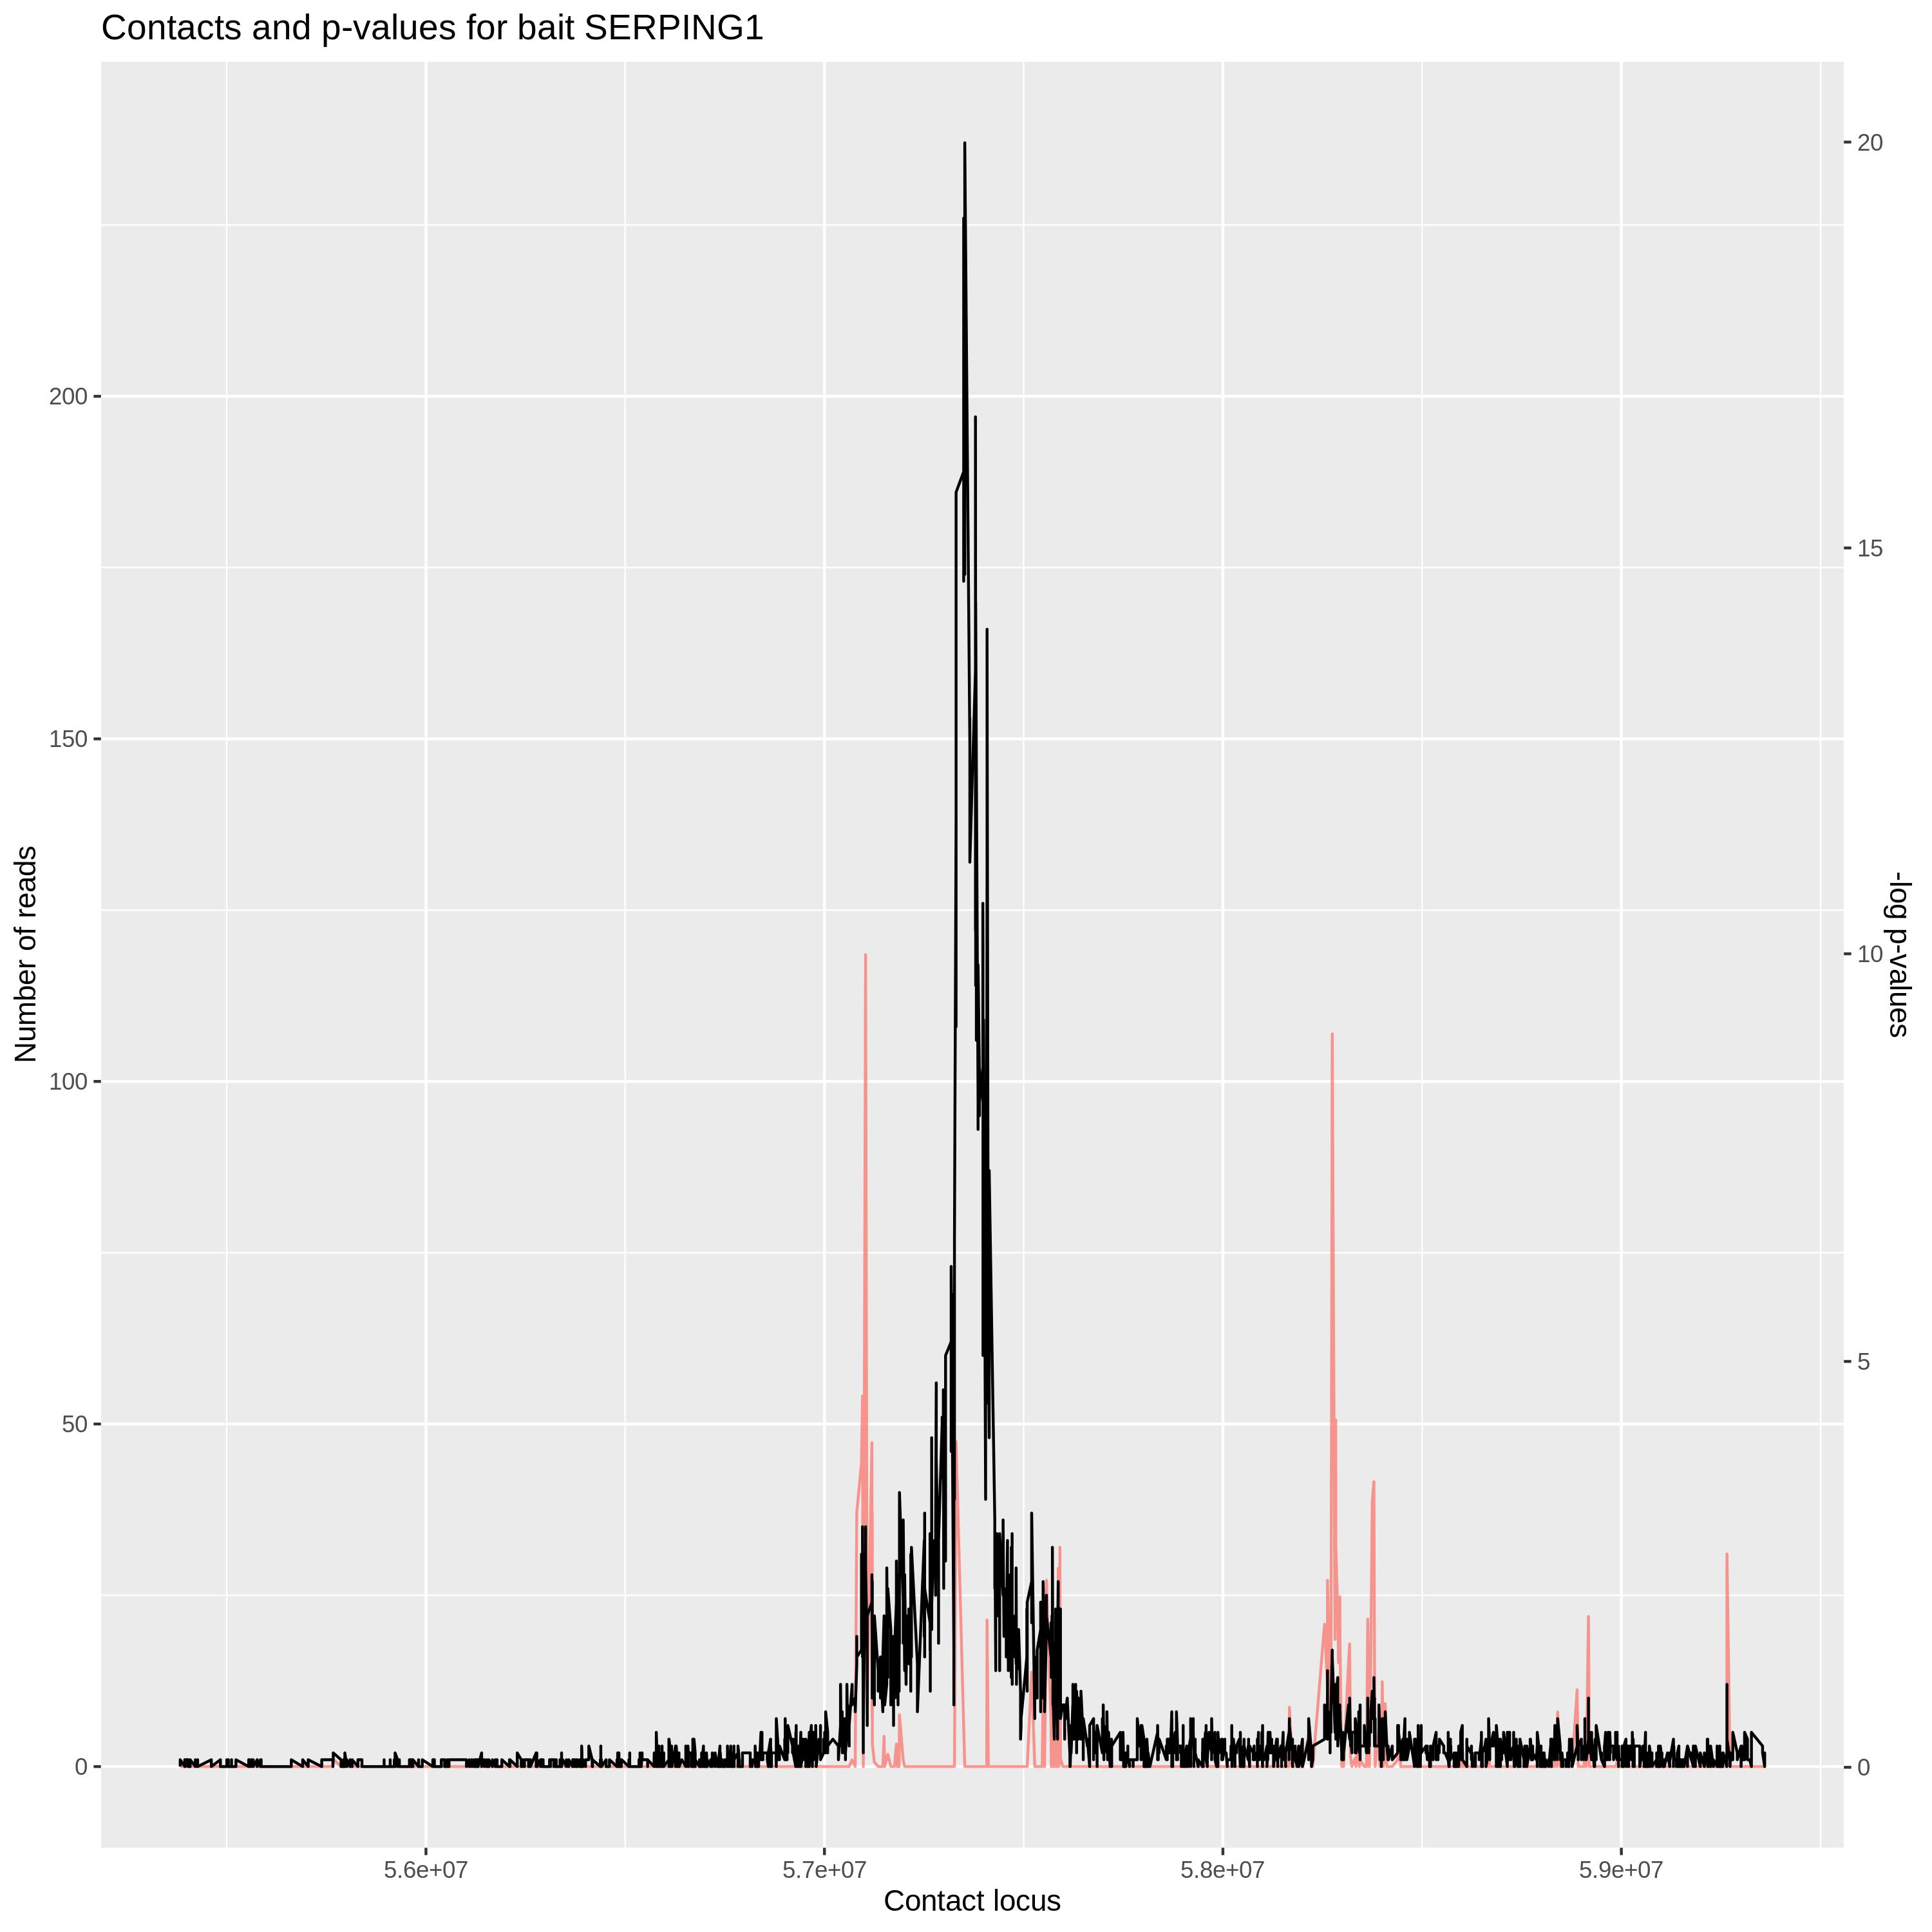 Contacts and p-values for bait SERPING1
Number of reads
200
150
100
50
0
20
15
10
5
0
-log p-values
5.6e+07 5.7e+07 5.8e+07 5.9e+07
Contact locus